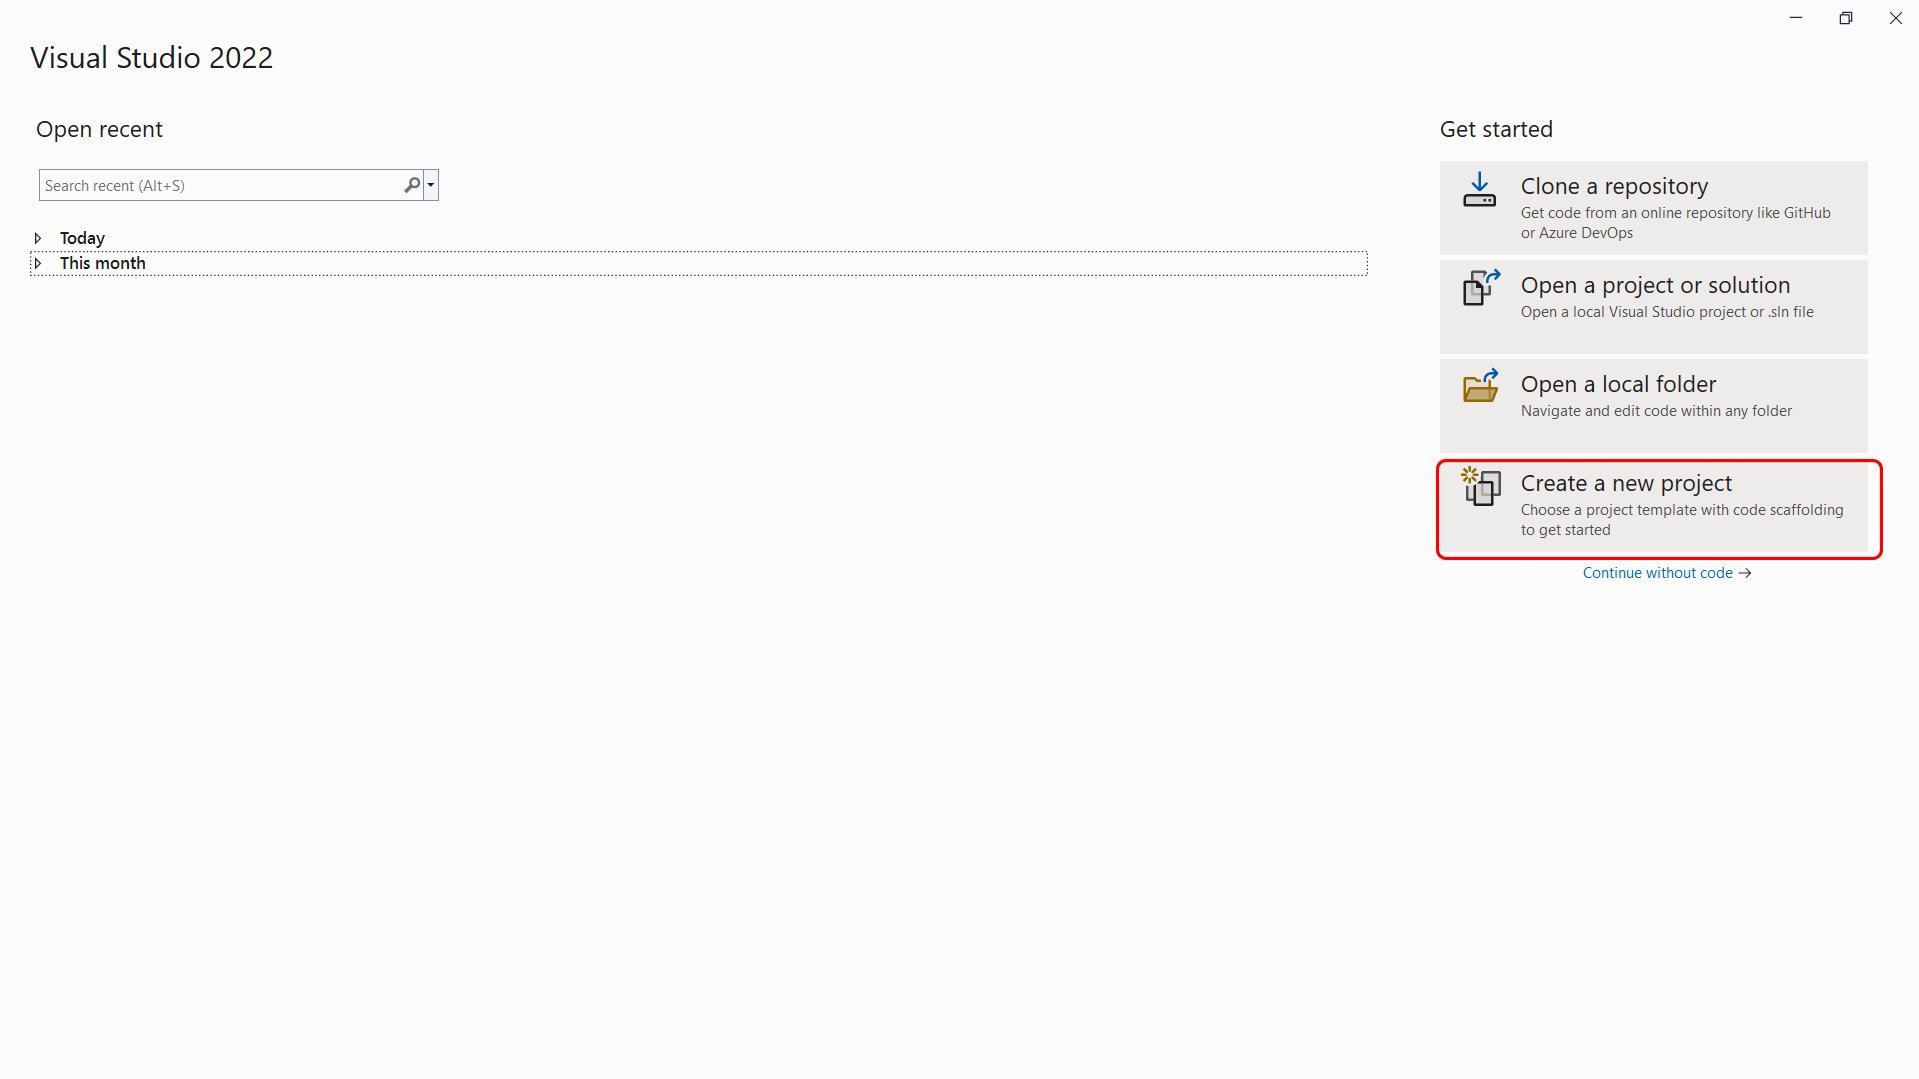 Visual Studio 2022
Open recent
Search recent (Alt+S)
Today
This month
Get started
Clone a repository
Get code from an online repository like GitHub
or Azure DevOps
Open a project or solution
Open a local Visual Studio project or .sln file
Open a local folder
Navigate and edit code within any folder
Create a new project
Choose a project template with code scaffolding
to get started
Continue without code →